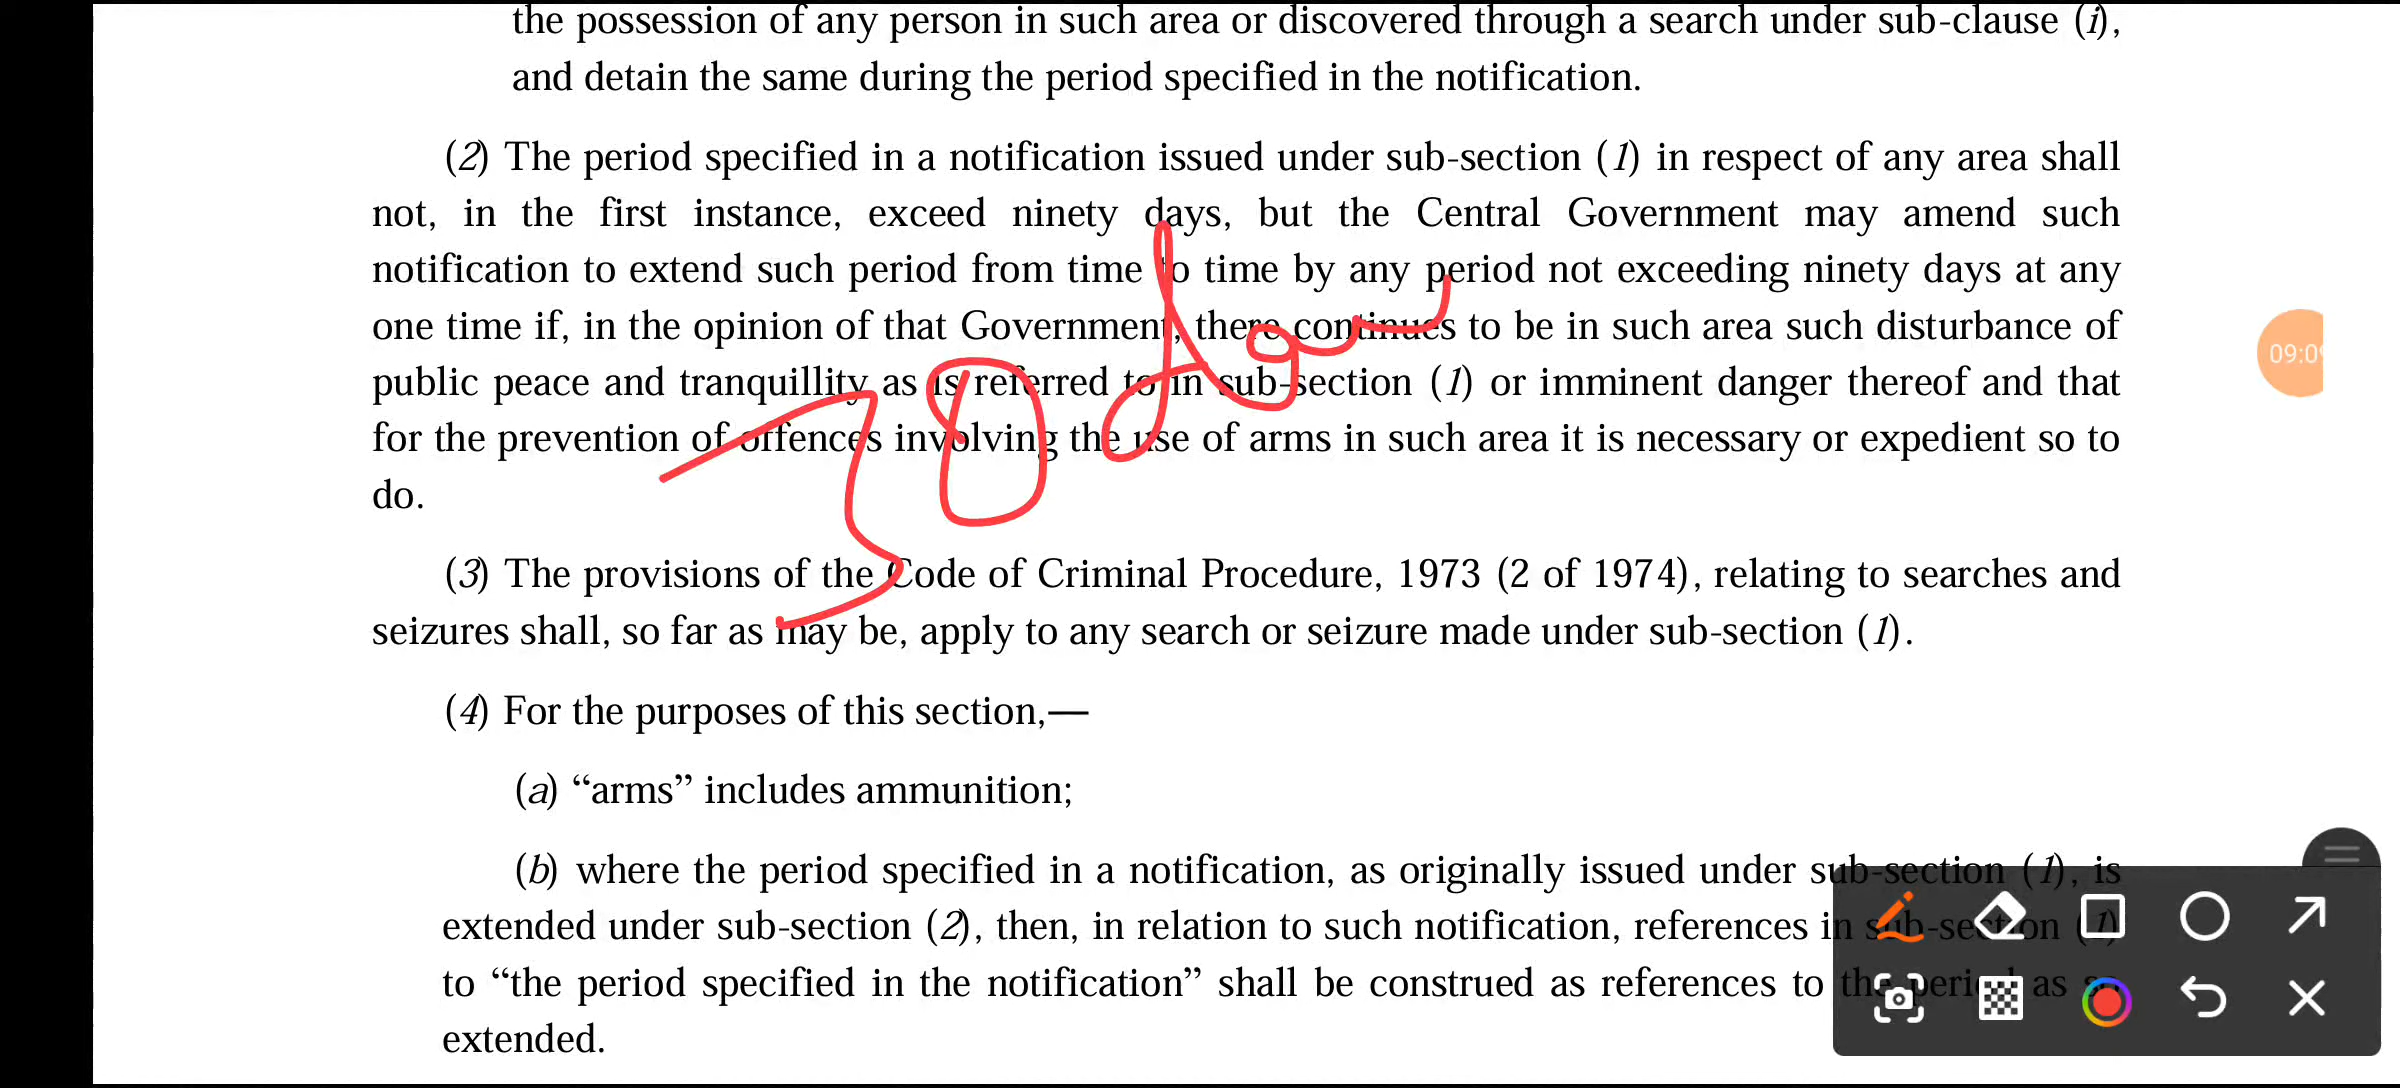 the possession of any person in such area or discovered through a search under sub-clause (i),
and detain the same during the period specified in the notification.
(2) The period specified in a notification issued under sub-section (1) in respect of any area shall
not, in the first instance, exceed ninety days, but the Central Government may amend such
notification to extend such period from time to time by any period not exceeding ninety days at any
one time if, in the opinion of that Government, there continues to be in such area such disturbance of
public peace and tranquillity as is referred to in sub-section (1) or imminent danger thereof and that
for the prevention of offences involving the use of arms in such area it is necessary or expedient so to
do.
30
(3) The provisions of the Code of Criminal Procedure, 1973 (2 of 1974), relating to searches and
seizures shall, so far as may be, apply to any search or seizure made under sub-section (1).
(4) For the purposes of this section,—
(a) “arms” includes ammunition;
(b) where the period specified in a notification, as originally issued under sub-section (1), is
extended under sub-section (2), then, in relation to such notification, references in sub-section (1)
to “the period specified in the notification” shall be construed as references to the period as so
extended.